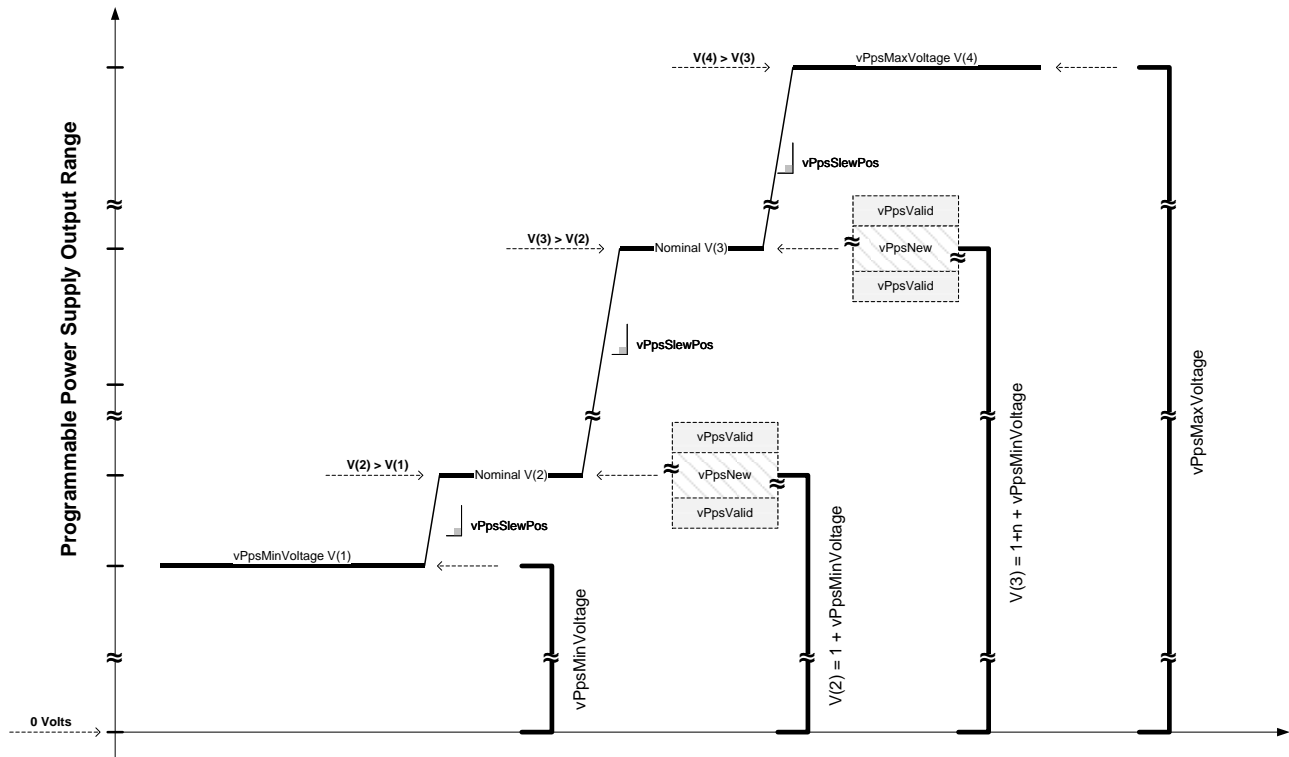 Programmable Power Supply Output Range
V(4) > V(3)
vPpsMaxVoltage V(4)
vPpsSlewPos
vPpsValid
V(3) > V(2)
Nominal V(3)
vPpsNew
vPpsValid
vPpsSlewPos
vPpsMaxVoltage
vPpsValid
V(2) > V(1)
Nominal V(2)
vPpsNew
vPpsValid
vPpsSlewPos
vPpsMinVoltage V(1)
vPpsMinVoltage
V(2) = 1 + vPpsMinVoltage
V(3) = 1+n + vPpsMinVoltage
0 Volts